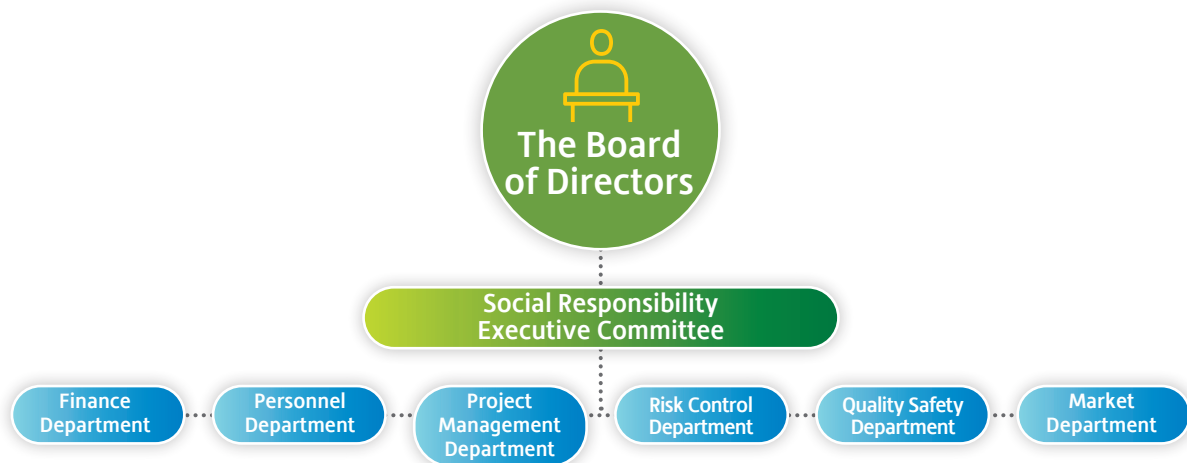 The Board
of Directors
Social Responsibility
Executive Committee
Finance
Department
Personnel
Department
Project
Management
Department
Risk Control
Department
Quality Safety
Department
Market
Department